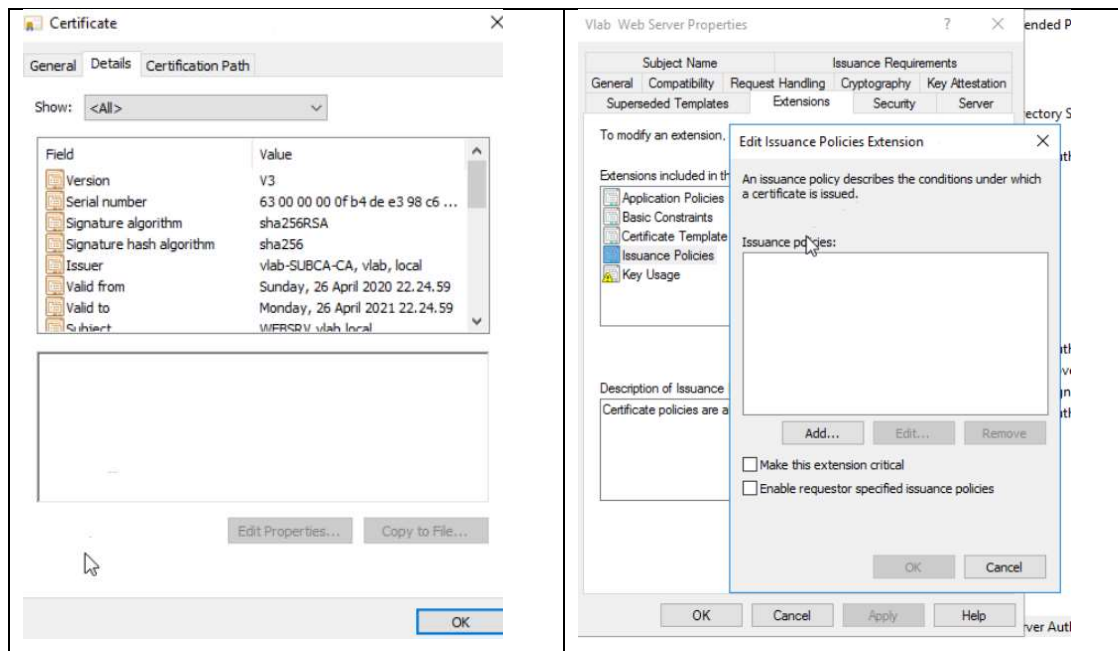 Certificate
General Details Certification Path
Show: <All>
Field Value
Version V3
Serial number 63 00 00 00 0f b4 de e3 98 c6 ...
Signature algorithm sha256RSA
Signature hash algorithm sha256
Issuer vlab-SUBCA-CA, vlab, local
Valid from Sunday, 26 April 2020 22.24.59
Valid to Monday, 26 April 2021 22.24.59
Subject WEBSRV.vlab.local
Edit Properties... Copy to File...
OK
Vlab Web Server Properties ?
Subject Name Issuance Requirements
General Compatibility Request Handling Cryptography Key Attestation
Superseded Templates Extensions Security Server
To modify an extension,
Extensions included in th
Application Policies
Basic Constraints
Certificate Template
Issuance Policies
Key Usage
Description of Issuance
Certificate policies are a
OK Cancel Apply Help
Edit Issuance Policies Extension
An issuance policy describes the conditions under which
a certificate is issued.
Issuance policies:
Add... Edit... Remove
Make this extension critical
Enable requestor specified issuance policies
OK Cancel
ended P
ectory S
ver Auth